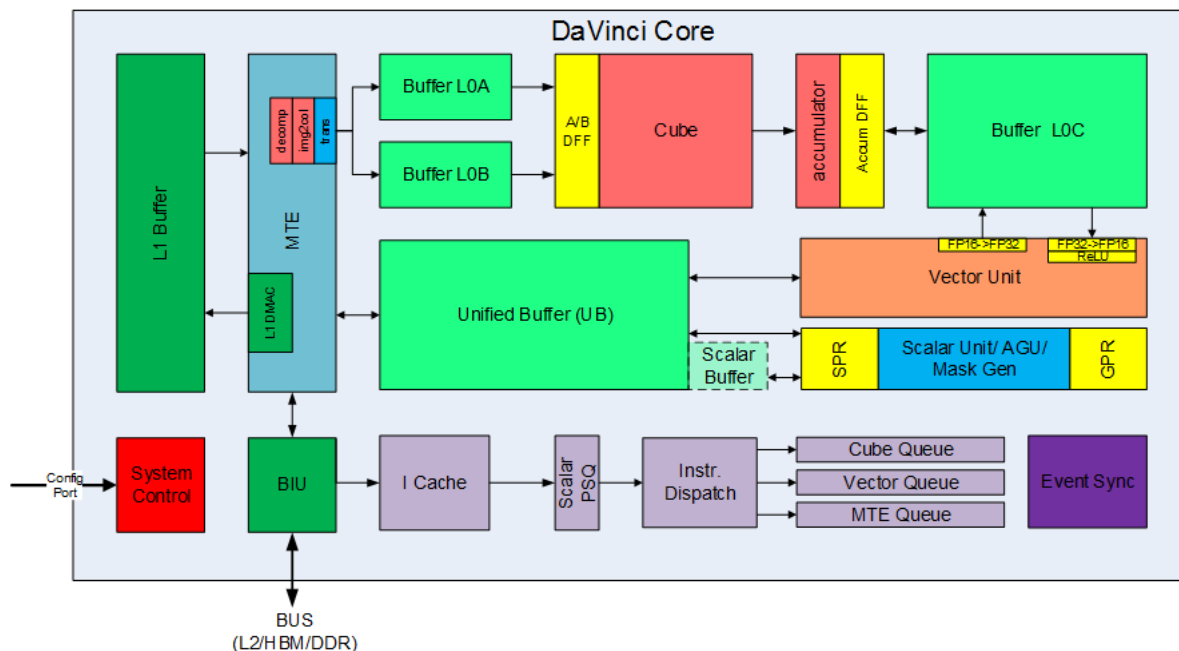 DaVinci Core
L1 Buffer
MTE
decomp
img2col
trans
L1 DMAC
Buffer L0A
Buffer L0B
A/B
DFF
Cube
accumulator
Accum DFF
Buffer L0C
FP16->FP32
FP32->FP16
ReLU
Vector Unit
Unified Buffer (UB)
Scalar
Buffer
SPR
Scalar Unit/ AGU/
Mask Gen
GPR
Config
Port
System
Control
BIU
I Cache
Scalar
PSQ
Instr.
Dispatch
Cube Queue
Vector Queue
MTE Queue
Event Sync
BUS
(L2/HBM/DDR)